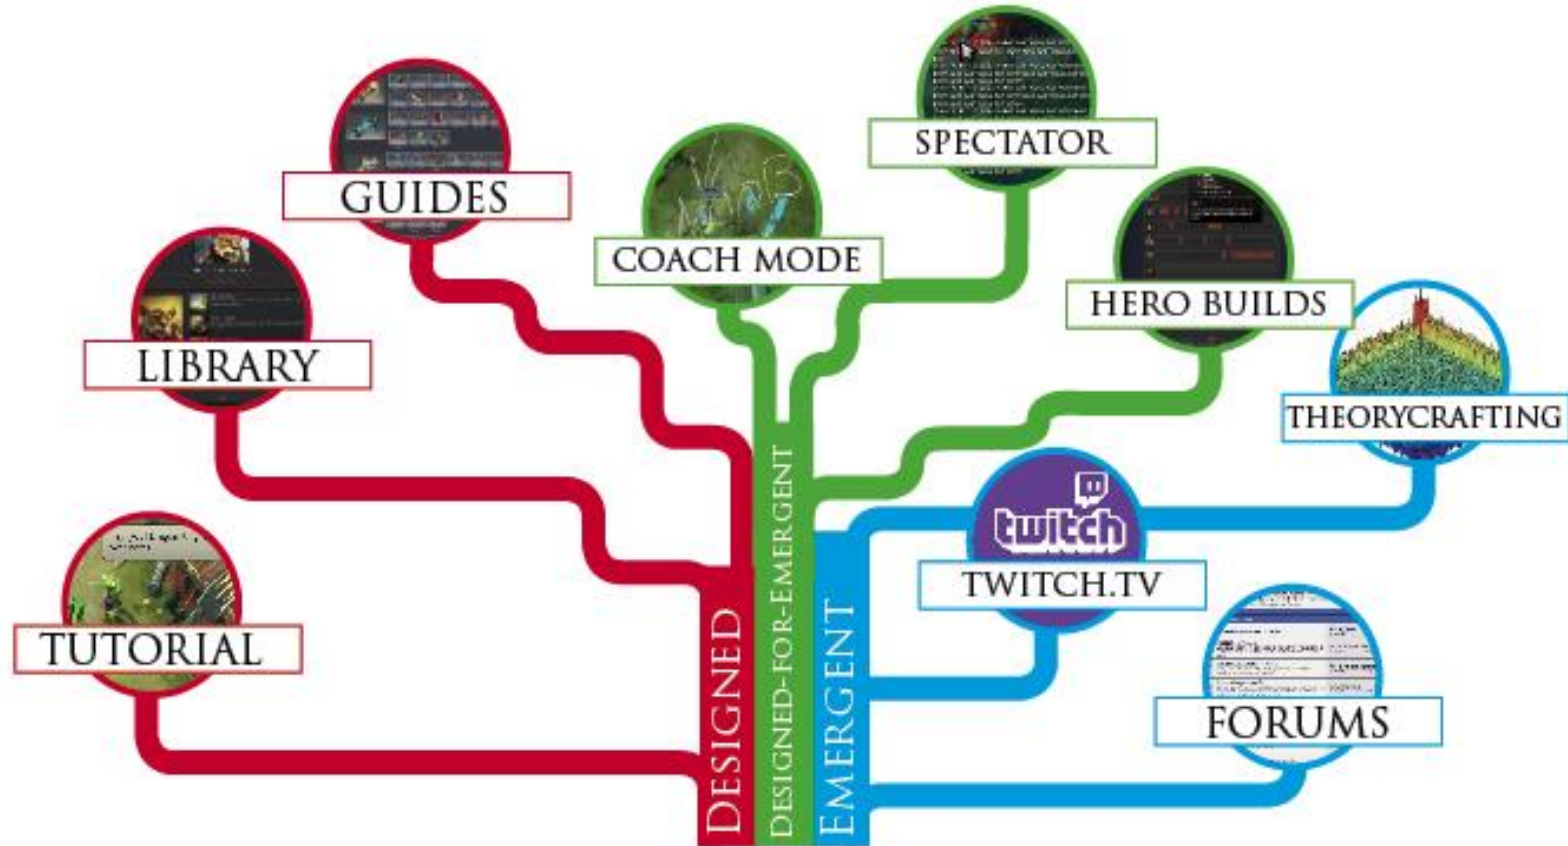 SPECTATOR
GUIDES
COACH MODE
HERO BUILDS
LIBRARY
THEORYCRAFTING
twitch
TWITCH.TV
TUTORIAL
FORUMS
DESIGNED
DESIGNED-FOR-EMERGENT
EMERGENT